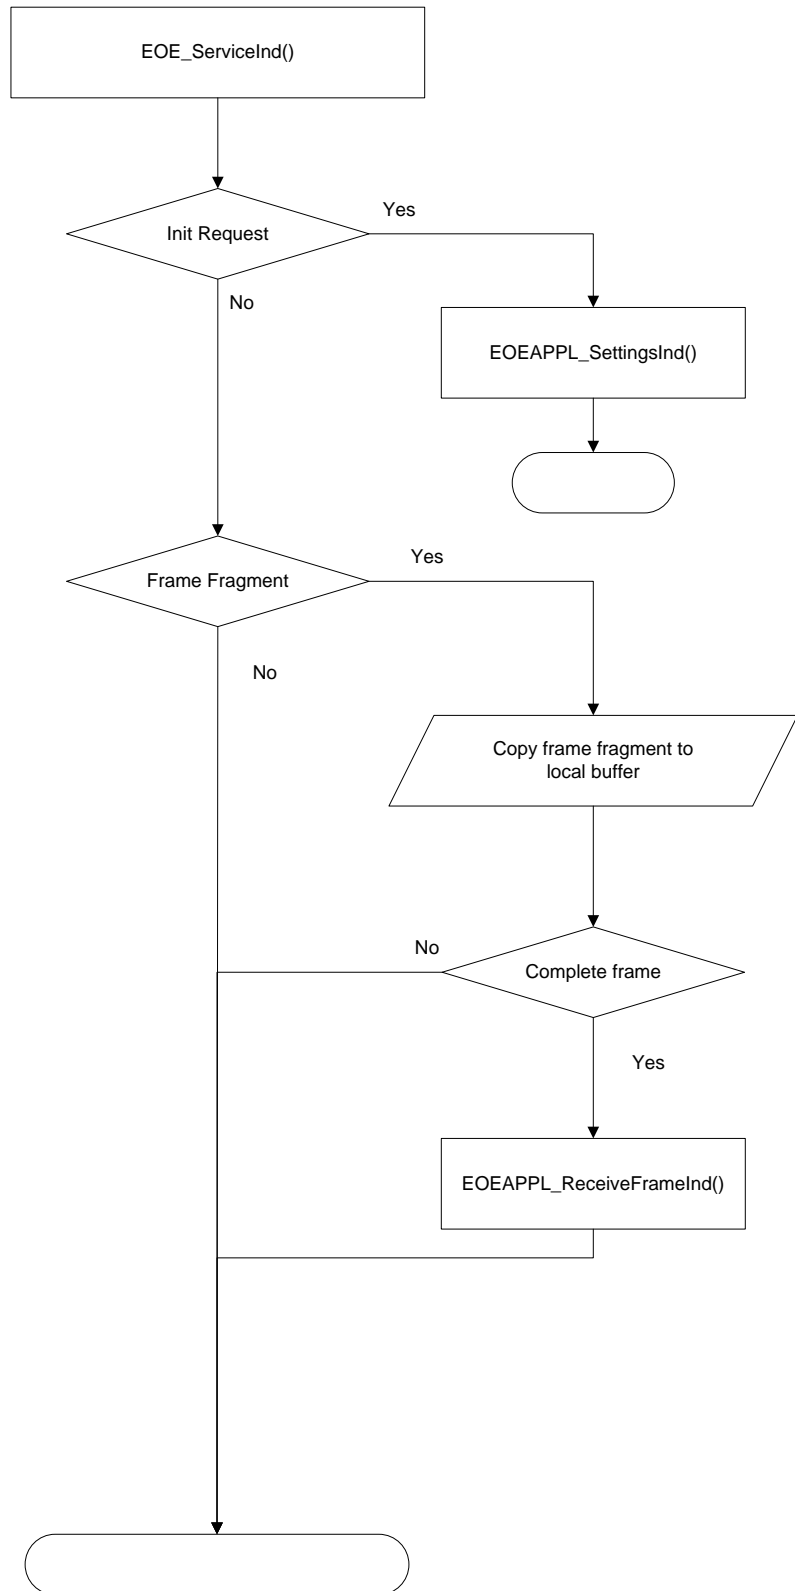 EOE_ServiceInd()
Yes
Init Request
No
EOEAPPL_SettingsInd()
Yes
Frame Fragment
No
Copy frame fragment to
local buffer
No
Complete frame
Yes
EOEAPPL_ReceiveFrameInd()